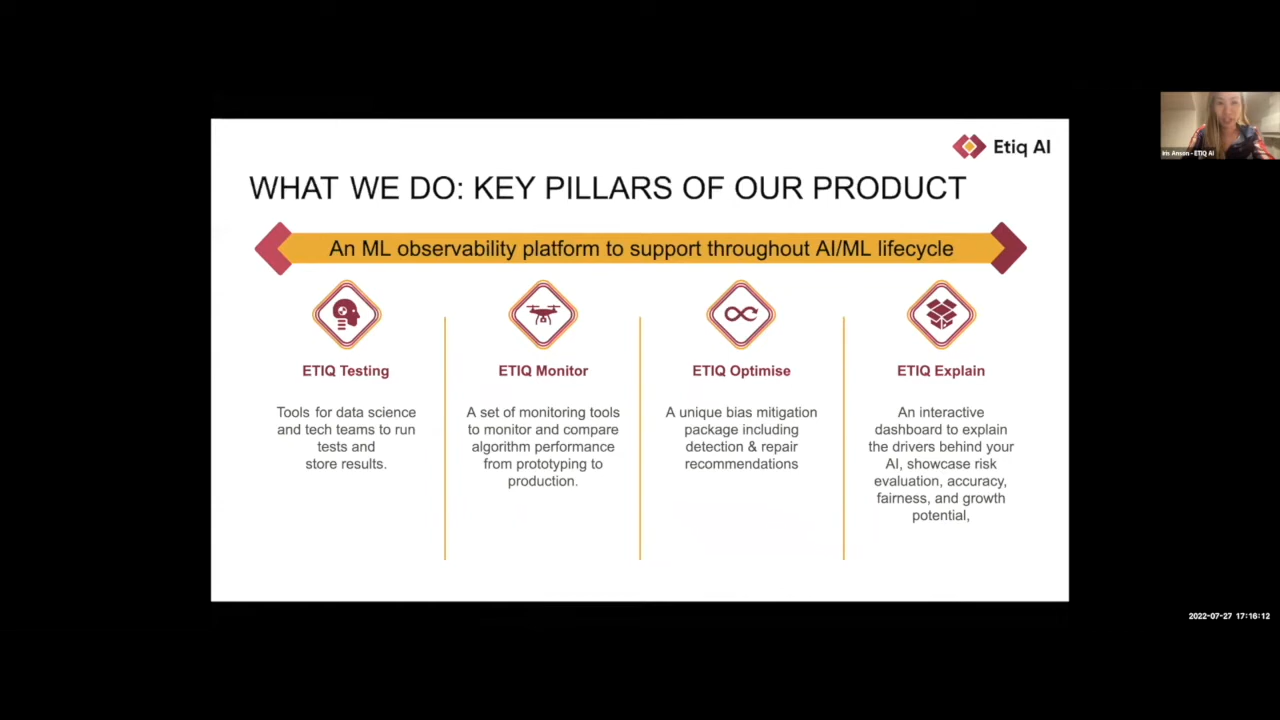 Etiq AI
WHAT WE DO: KEY PILLARS OF OUR PRODUCT
An ML observability platform to support throughout AI/ML lifecycle
ETIQ Testing
Tools for data science
and tech teams to run
tests and
store results.
ETIQ Monitor
A set of monitoring tools
to monitor and compare
algorithm performance
from prototyping to
production.
ETIQ Optimise
A unique bias mitigation
package including
detection & repair
recommendations
ETIQ Explain
An interactive
dashboard to explain
the drivers behind your
AI, showcase risk
evaluation, accuracy,
fairness, and growth
potential,
Iris Anson - ETIQ AI
2022-07-27 17:16:12